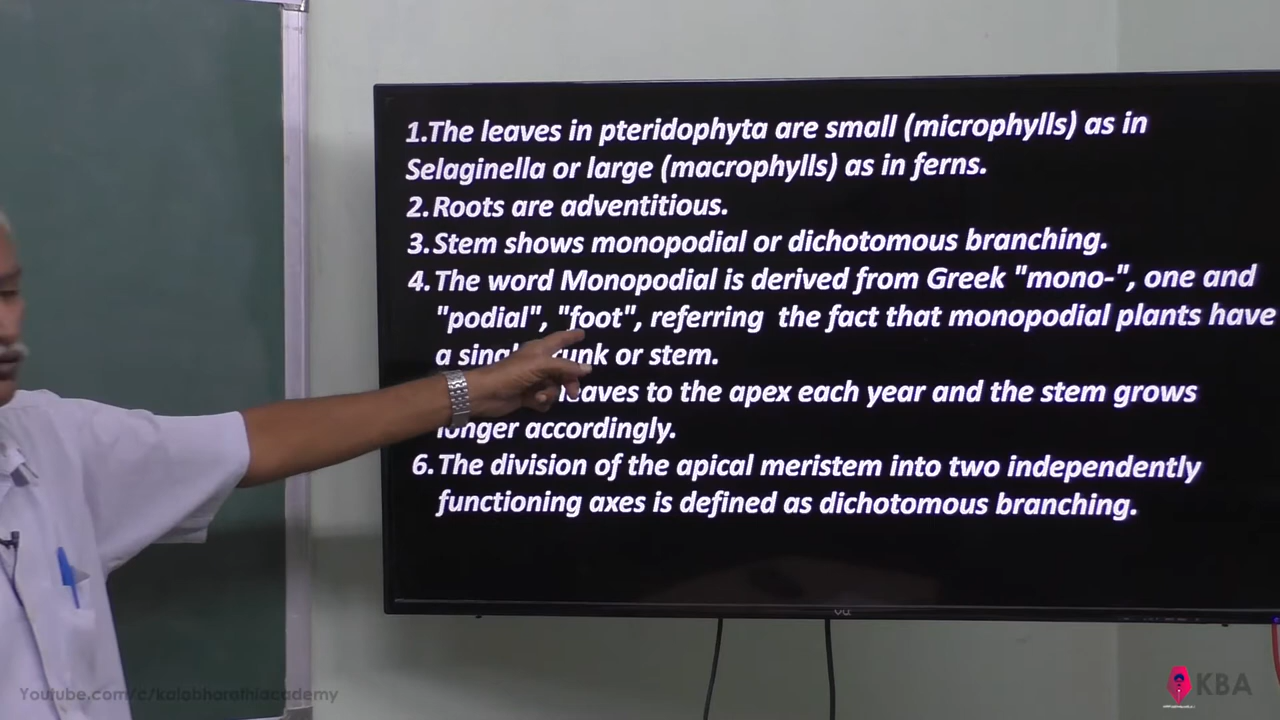 1.The leaves in pteridophyta are small (microphylls) as in
Selaginella or large (macrophylls) as in ferns.
2. Roots are adventitious.
3. Stem shows monopodial or dichotomous branching.
4. The word Monopodial is derived from Greek "mono-", one and
"podial", "foot", referring the fact that monopodial plants have
a or stem.
leaves to the apex each year and the stem grows
longer accordingly.
6. The division of the apical meristem into two independently
functioning axes is defined as dichotomous branching.
Youtube.com/c/kalabharathiacademy
KBA